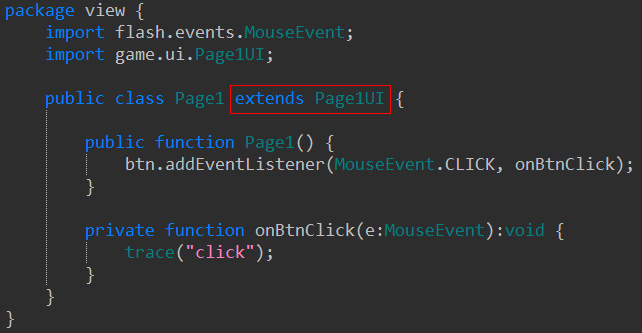 package view {
import flash.events.MouseEvent;
import game.ui.Page1UI;
public class Page1 extends Page1UI {
public function Page1() {
btn.addEventListener(MouseEvent.CLICK, onBtnClick);
}
private function onBtnClick(e:MouseEvent):void {
trace("click");
}
}
}